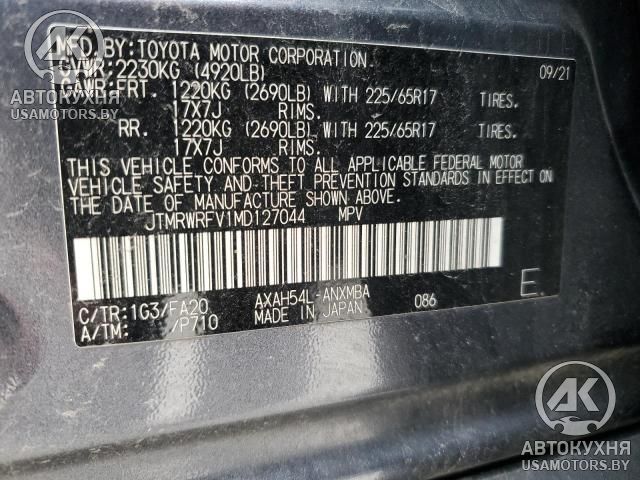 MFD.BY:TOYOTA MOTOR CORPORATION
GVWR:2230KG (4920LB) 09/21
GAWR:FRT. 1220KG (2690LB) WITH 225/65R17 TIRES.
17X7J RIMS.
RR. 1220KG (2690LB) WITH 225/65R17 TIRES.
17X7J RIMS.
THIS VEHICLE CONFORMS TO ALL APPLICABLE FEDERAL MOTOR
VEHICLE SAFETY AND THEFT PREVENTION STANDARDS IN EFFECT ON
THE DATE OF MANUFACTURE SHOWN ABOVE.
JTMRWRFV1MD127044 MPV
E
C/TR:1G3/FA20 AXAH54L-ANXMBA 086
A/TM: /P710 MADE IN JAPAN
АК
АВТОКУХНЯ
USAMOTORS.BY
АК
АВТОКУХНЯ
USAMOTORS.BY